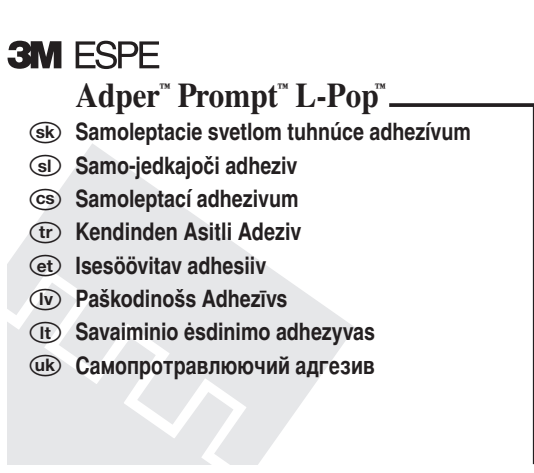 3M ESPE
Adper™ Prompt™ L-Pop™
sk Samoleptacie svetlom tuhnúce adhezívum
sl Samo-jedkajoči adheziv
cs Samoleptací adhezivum
tr Kendinden Asitli Adeziv
et Isesöövitav adhesiiv
lv Paškodinošs Adhezīvs
lt Savaiminio ėsdinimo adhezyvas
uk Самопротравлюючий адгезив